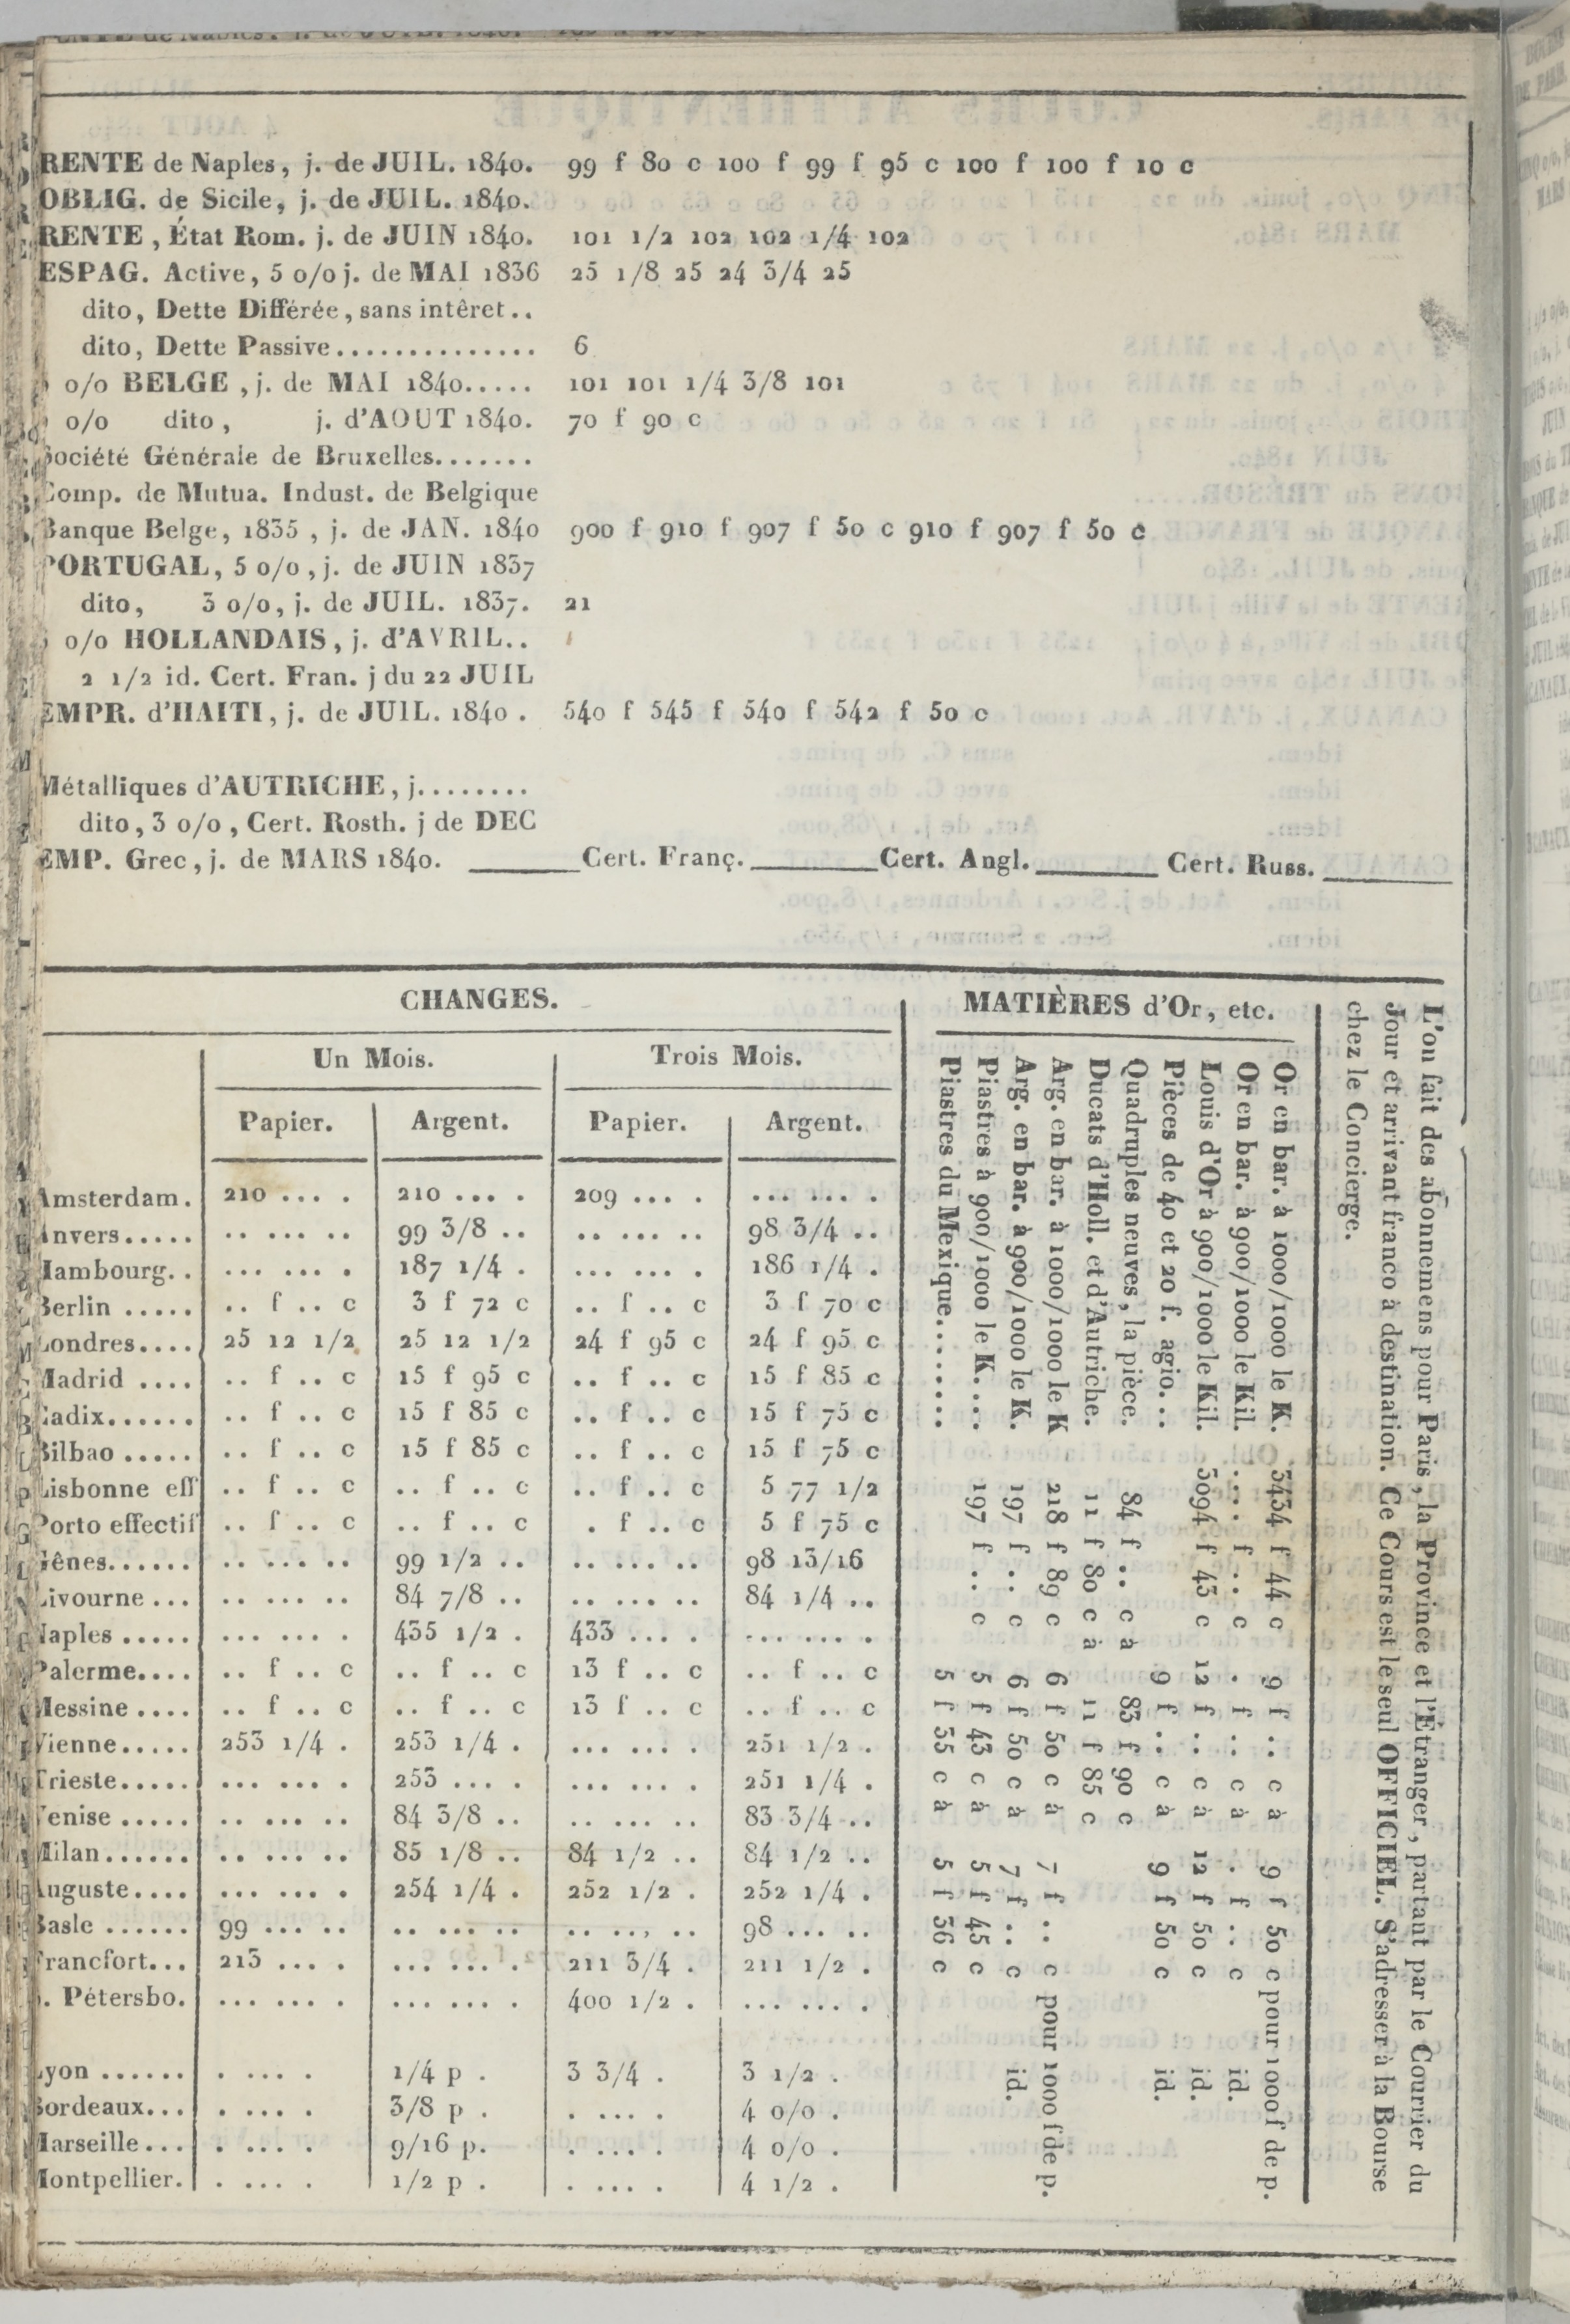 RENTE de Naples, j. de JUIL. 1840. 99 f 80 c 100 f 99 f 95 c 100 f 100 f 10 c
OBLIG. de Sicile, j. de JUIL. 1840.
RENTE, État Rom. j. de JUIN 1840. 101 1/2 102 102 1/4 102
ESPAG. Active, 5 o/o j. de MAI 1836 25 1/8 25 24 3/4 25
dito, Dette Différée, sans intêret..
dito, Dette Passive.............. 6
o/o BELGE, j. de MAI 1840..... 101 101 1/4 3/8 101
o/o dito, j. d'AOUT 1840. 70 f 90 c
Société Générale de Bruxelles.......
Comp. de Mutua. Indust. de Belgique
Banque Belge, 1835, j. de JAN. 1840 900 f 910 f 907 f 50 c 910 f 907 f 50 c
PORTUGAL, 5 o/o, j. de JUIN 1837
dito, 3 o/o, j. de JUIL. 1837. 21
o/o HOLLANDAIS, j. d'AVRIL..
2 1/2 id. Cert. Fran. j du 22 JUIL
EMPR. d'HAITI, j. de JUIL. 1840. 540 f 545 f 540 f 542 f 50 c
Métalliques d'AUTRICHE, j........
dito, 3 o/o, Cert. Rosth. j de DEC
EMP. Grec, j. de MARS 1840. ______ Cert. Franç. ______ Cert. Angl. ______ Cert. Russ. ______
CHANGES.
Un Mois. Trois Mois.
Papier. Argent. Papier. Argent.
Amsterdam. 210 .... 210 .... 209 .... ... ... .
Anvers..... .. ... .. 99 3/8 .. .. ... .. 98 3/4 ..
Hambourg.. ... ... . 187 1/4 . ... ... . 186 1/4 .
Berlin ..... .. f .. c 3 f 72 c .. f .. c 3 f 70 c
Londres.... 25 12 1/2 25 12 1/2 24 f 95 c 24 f 95 c
Madrid .... .. f .. c 15 f 95 c .. f .. c 15 f 85 c
Cadix...... .. f .. c 15 f 85 c .. f .. c 15 f 75 c
Bilbao ..... .. f .. c 15 f 85 c .. f .. c 15 f 75 c
Lisbonne eff .. f .. c .. f .. c .. f .. c 5 77 1/2
Porto effectif .. f .. c .. f .. c . f .. c 5 f 75 c
Gênes...... .. ... .. 99 1/2 .. .. ... .. 98 13/16
Livourne ... .. ... .. 84 7/8 .. .. ... .. 84 1/4 ..
Naples ..... ... ... . 435 1/2 . 433 ... . ... ... .
Palerme.... .. f .. c .. f .. c 13 f .. c .. f .. c
Messine .... .. f .. c .. f .. c 13 f .. c .. f .. c
Vienne..... 253 1/4 . 253 1/4 . ... ... . 251 1/2 .
Trieste..... ... ... . 253 .... ... ... . 251 1/4 .
Venise ..... .. ... .. 84 3/8 .. .. ... .. 83 3/4 ..
Milan...... .. ... .. 85 1/8 .. 84 1/2 .. 84 1/2 ..
Auguste.... ... ... . 254 1/4 . 252 1/2 . 252 1/4 .
Basle ...... 99 ... .. .. ... .. .. ... .. 98 ... ..
Francfort... 213 ... . ... ... . 211 3/4 . 211 1/2 .
. Pétersbo. ... ... . ... ... . 400 1/2 . ... ... .
Lyon ...... . .... . 1/4 p . 3 3/4 . 3 1/2 .
Bordeaux... . .... . 3/8 p . . .... . 4 o/o .
Marseille... . .... . 9/16 p. . .... . 4 o/o .
Montpellier. . .... . 1/2 p . . .... . 4 1/2 .
MATIÈRES d'Or, etc.
Or en bar. à 1000/1000 le K. 3434 f 44 c 9 f .. c à 9 f 50 c pour 1000 f de p.
Or en bar. à 900/1000 le Kil. .... f .. c . f .. c à . f .. c id.
Louis d'Or à 900/1000 le Kil. 3094 f 43 c 12 f .. c à 12 f 50 c id.
Pièces de 40 et 20 f. agio... 9 f .. c à 9 f 50 c id.
Quadruples neuves, la pièce. 84 f .. c à 83 f 90 c
Ducats d'Holl. et d'Autriche. 11 f 80 c à 11 f 85 c
Arg. en bar. à 1000/1000 le K 218 f 89 c 6 f 50 c à 7 f .. c pour 1000 f de p.
Arg. en bar. à 900/1000 le K. 197 f .. c 6 f 50 c à 7 f .. c id.
Piastres à 900/1000 le K.... 197 f .. c 5 f 43 c à 5 f 45 c
Piastres du Mexique........ 5 f 35 c à 5 f 36 c
L'on fait des abonnemens pour Paris, la Province et l'Étranger, partant par le Courrier du
Jour et arrivant franco à destination. Ce Cours est le seul OFFICIEL. S'adresser à la Bourse
chez le Concierge.